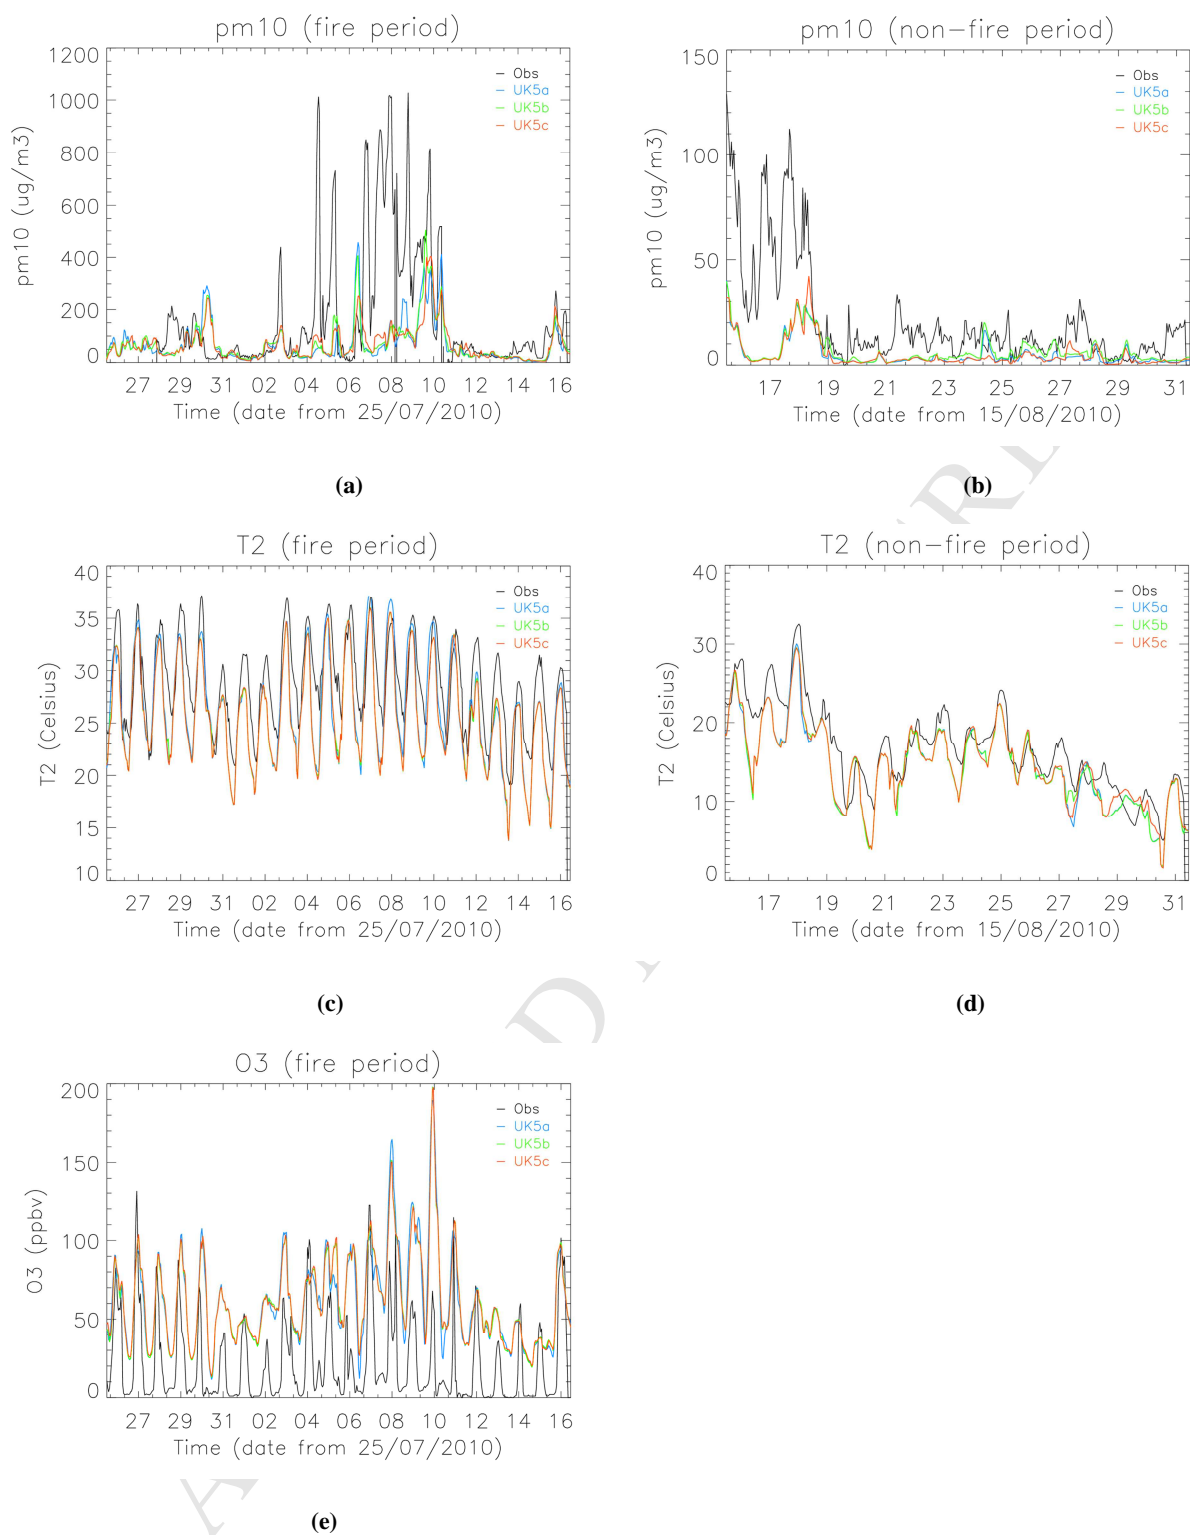 pm10 (fire period)
1200
1000
800
600
400
200
0
pm10 (ug/m3)
Obs
UK5a
UK5b
UK5c
27 29 31 02 04 06 08 10 12 14 16
Time (date from 25/07/2010)
(a)
pm10 (non-fire period)
150
100
50
0
pm10 (ug/m3)
Obs
UK5a
UK5b
UK5c
17 19 21 23 25 27 29 31
Time (date from 15/08/2010)
(b)
T2 (fire period)
40
35
30
25
20
15
10
T2 (Celsius)
Obs
UK5a
UK5b
UK5c
27 29 31 02 04 06 08 10 12 14 16
Time (date from 25/07/2010)
(c)
T2 (non-fire period)
40
30
20
10
0
T2 (Celsius)
Obs
UK5a
UK5b
UK5c
17 19 21 23 25 27 29 31
Time (date from 15/08/2010)
(d)
O3 (fire period)
200
150
100
50
0
O3 (ppbv)
Obs
UK5a
UK5b
UK5c
27 29 31 02 04 06 08 10 12 14 16
Time (date from 25/07/2010)
(e)